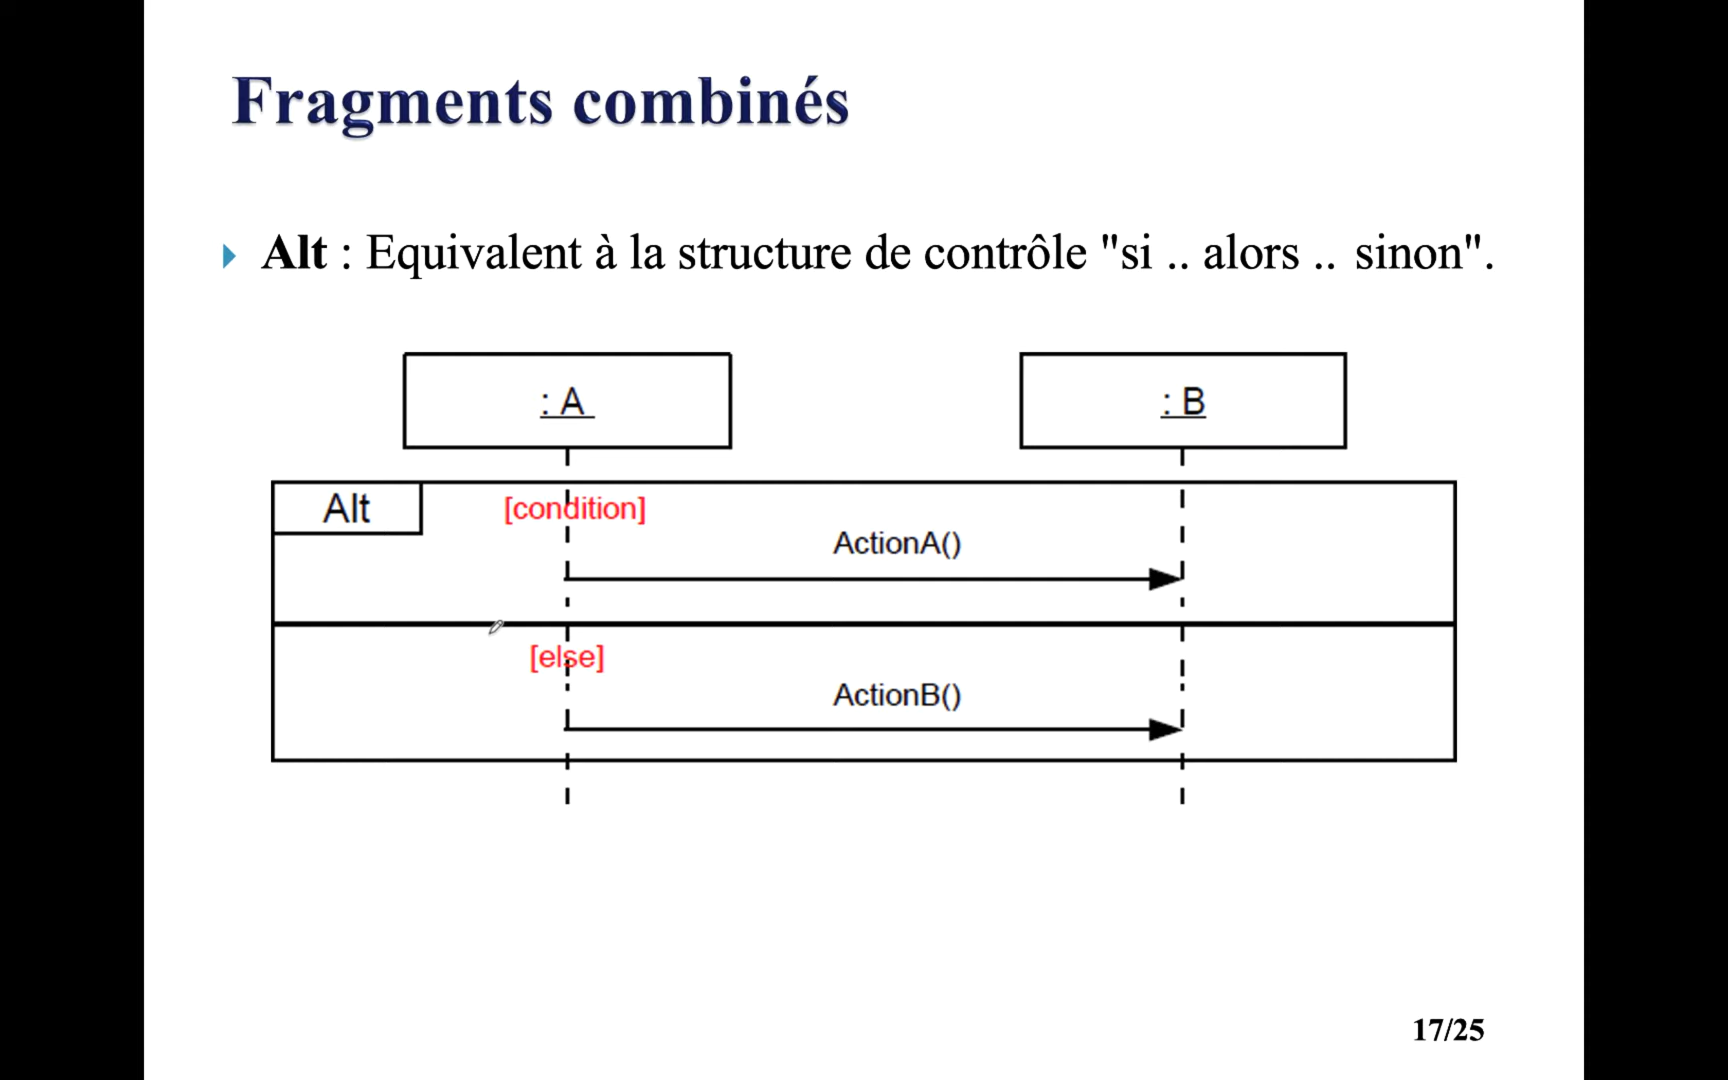 Fragments combinés
Alt : Equivalent à la structure de contrôle "si .. alors .. sinon".
: A
: B
Alt
[condition]
ActionA()
[else]
ActionB()
17/25